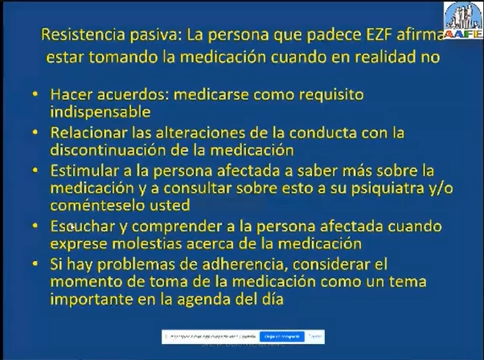 Resistencia pasiva: La persona que padece EZF afirma
estar tomando la medicación cuando en realidad no
AAFE
• Hacer acuerdos: medicarse como requisito
indispensable
• Relacionar las alteraciones de la conducta con la
discontinuación de la medicación
• Estimular a la persona afectada a saber más sobre la
medicación y a consultar sobre esto a su psiquiatra y/o
coménteselo usted
• Escuchar y comprender a la persona afectada cuando
exprese molestias acerca de la medicación
• Si hay problemas de adherencia, considerar el
momento de toma de la medicación como un tema
importante en la agenda del día